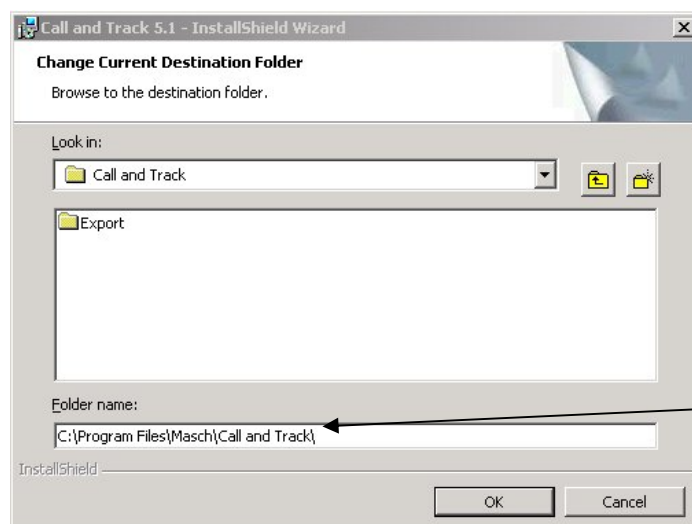 Call and Track 5.1 - InstallShield Wizard
Change Current Destination Folder
Browse to the destination folder.
Look in:
Call and Track
Export
Folder name:
C:\Program Files\Masch\Call and Track\
InstallShield
OK Cancel